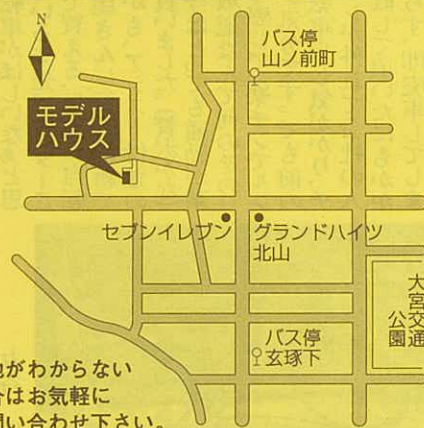 N
バス停
山ノ前町
モデル
ハウス
セブンイレブン
グランドハイツ
北山
大宮交通
公園
バス停
玄琢下
地がわからない
合はお気軽に
問い合わせ下さい。